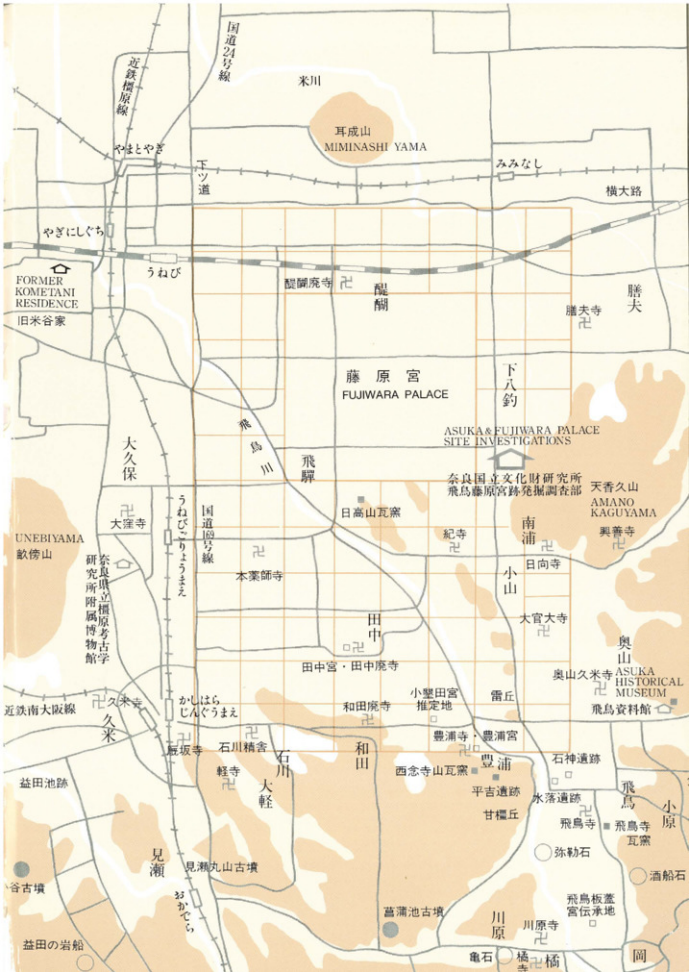 国道24号線
近鉄橿原線
米川
耳成山
MIMINASHI YAMA
やまとやぎ
下ツ道
みみなし
横大路
やぎにしぐち
うねび
FORMER
KOMETANI
RESIDENCE
旧米谷家
醍醐廃寺
醍醐
膳夫
膳夫寺
藤原宮
FUJIWARA PALACE
下八釣
飛鳥川
飛騨
ASUKA & FUJIWARA PALACE
SITE INVESTIGATIONS
奈良国立文化財研究所
飛鳥藤原宮跡発掘調査部
天香久山
AMANO
KAGUYAMA
興善寺
大久保
大窪寺
うねびごりょうまえ
国道169号線
日高山瓦窯
紀寺
南浦
日向寺
UNEBIYAMA
畝傍山
奈良県立橿原考古学
研究所附属博物館
本薬師寺
小山
大官大寺
田中
田中宮・田中廃寺
奥山
奥山久米寺
ASUKA
HISTORICAL
MUSEUM
飛鳥資料館
近鉄南大阪線
久米寺
久米
かしはら
じんぐうまえ
小墾田宮
推定地
雷丘
和田廃寺
厩坂寺
石川精舎
石川
和田
豊浦寺・豊浦宮
豊浦
軽寺
大軽
西念寺山瓦窯
石神遺跡
平吉遺跡
水落遺跡
飛鳥
小原
益田池跡
甘橿丘
飛鳥寺
飛鳥寺
瓦窯
見瀬
見瀬丸山古墳
弥勒石
酒船石
谷古墳
おかでら
菖蒲池古墳
飛鳥板蓋
宮伝承地
川原
川原寺
益田の岩船
亀石
橘寺
橘
岡